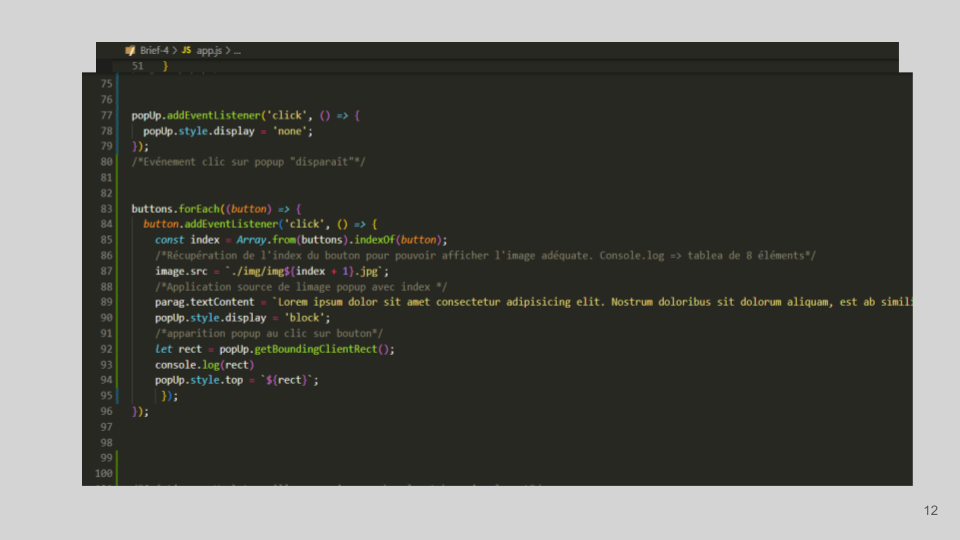 Brief-4 > JS app.js > ...
51 }
75
76
77 popUp.addEventListener('click', () => {
78 popUp.style.display = 'none';
79 });
80 /*Evénement clic sur popup "disparaît"*/
81
82
83 buttons.forEach((button) => {
84 button.addEventListener('click', () => {
85 const index = Array.from(buttons).indexOf(button);
86 /*Récupération de l'index du bouton pour pouvoir afficher l'image adéquate. Console.log => tablea de 8 éléments*/
87 image.src = `./img/img${index + 1}.jpg`;
88 /*Application source de limage popup avec index */
89 parag.textContent = `Lorem ipsum dolor sit amet consectetur adipisicing elit. Nostrum doloribus sit dolorum aliquam, est ab simili
90 popUp.style.display = 'block';
91 /*apparition popup au clic sur bouton*/
92 let rect = popUp.getBoundingClientRect();
93 console.log(rect)
94 popUp.style.top = `${rect}`;
95 });
96 });
97
98
99
100
12